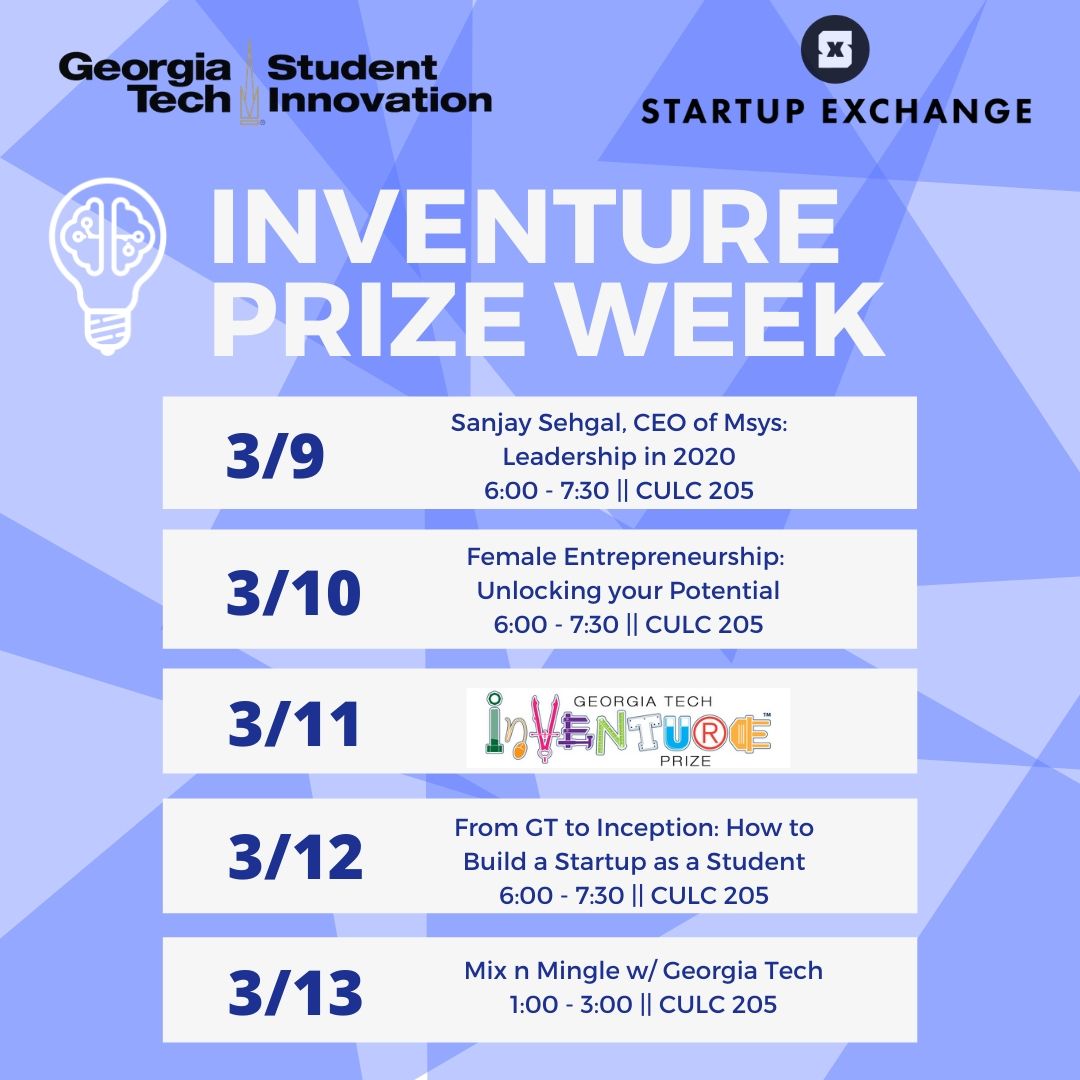 Georgia Tech
Student Innovation
STARTUP EXCHANGE
INVENTURE
PRIZE WEEK
3/9
Sanjay Sehgal, CEO of Msys:
Leadership in 2020
6:00 - 7:30 || CULC 205
3/10
Female Entrepreneurship:
Unlocking your Potential
6:00 - 7:30 || CULC 205
3/11
GEORGIA TECH
inVENTURE™
PRIZE
3/12
From GT to Inception: How to
Build a Startup as a Student
6:00 - 7:30 || CULC 205
3/13
Mix n Mingle w/ Georgia Tech
1:00 - 3:00 || CULC 205